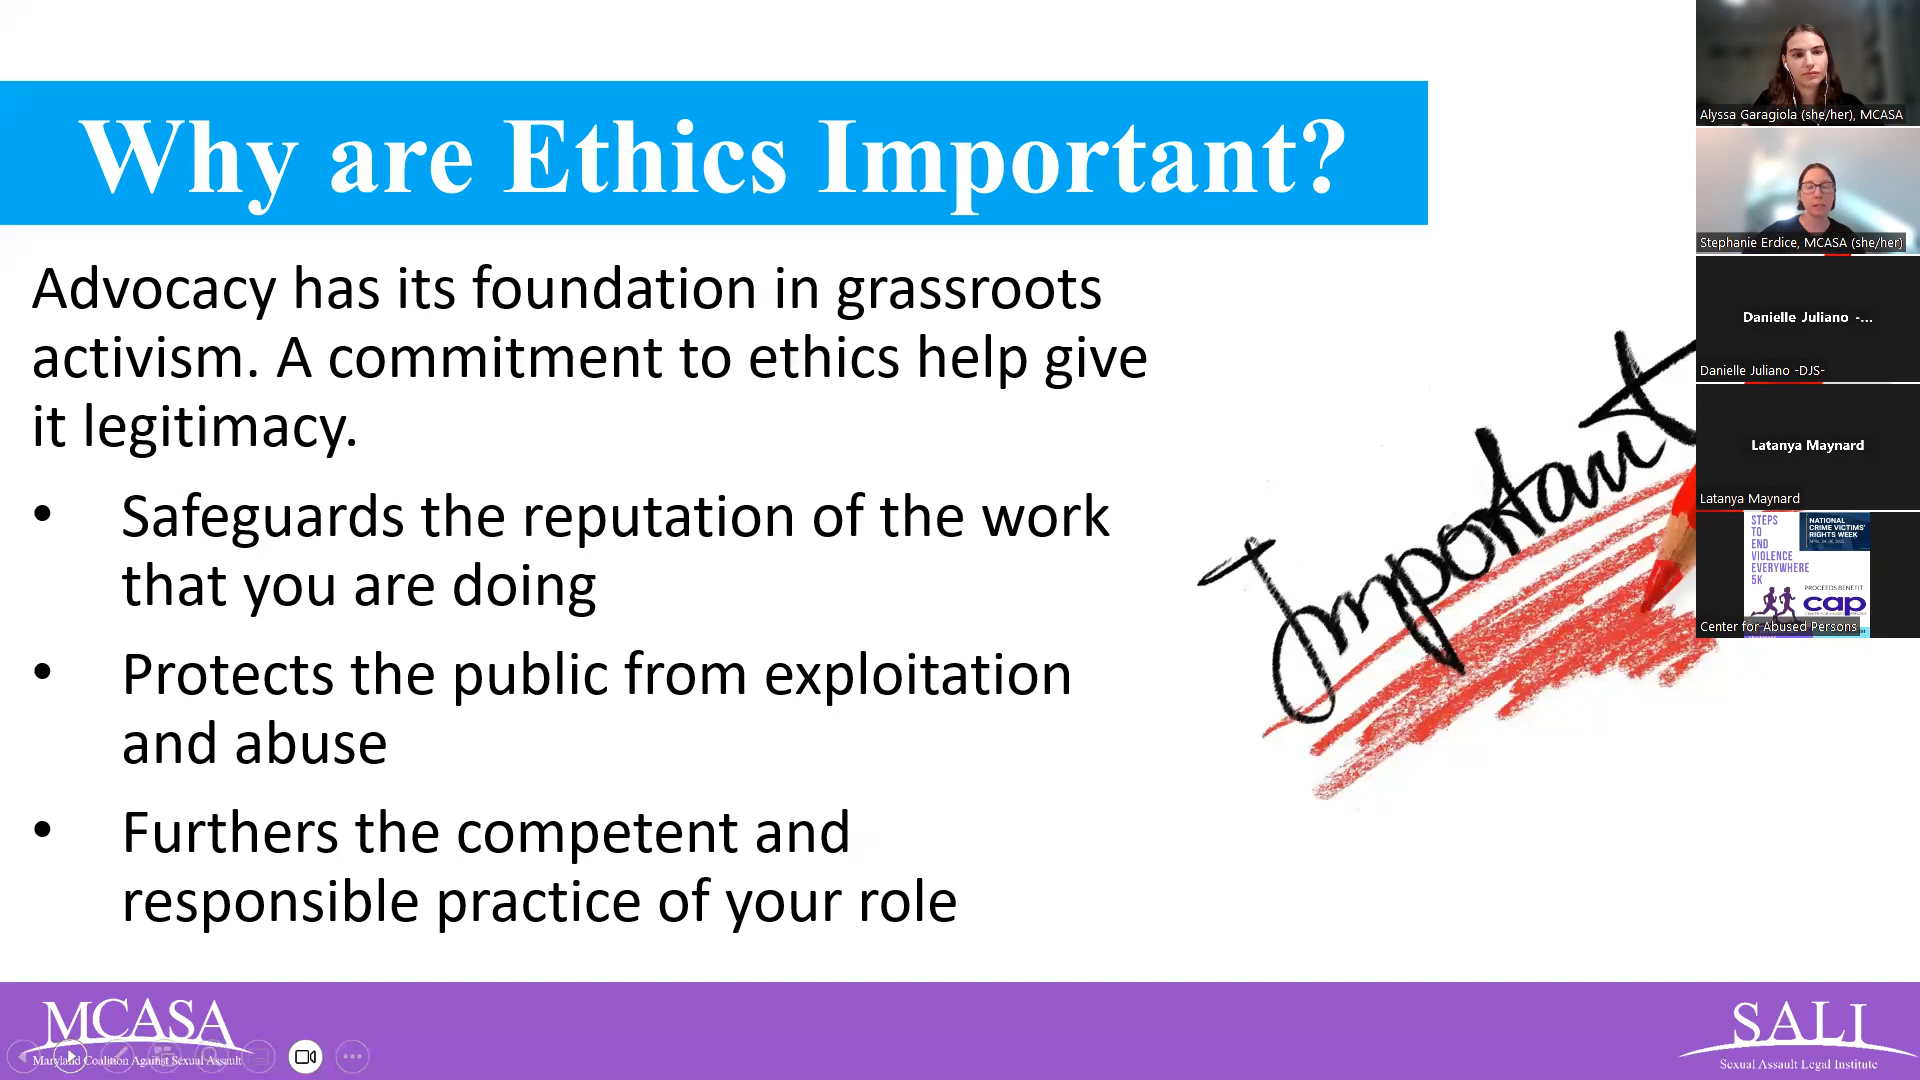 Why are Ethics Important?
Advocacy has its foundation in grassroots
activism. A commitment to ethics help give
it legitimacy.
• Safeguards the reputation of the work
that you are doing
• Protects the public from exploitation
and abuse
• Furthers the competent and
responsible practice of your role
Important
Alyssa Garagiola (she/her), MCASA
Stephanie Erdice, MCASA (she/her)
Danielle Juliano -...
Danielle Juliano -DJS-
Latanya Maynard
Latanya Maynard
STEPS
TO
END
VIOLENCE
EVERYWHERE
5K
NATIONAL
CRIME VICTIMS'
RIGHTS WEEK
PROCEEDS BENEFIT
cap
Center for Abused Persons
MCASA
Maryland Coalition Against Sexual Assault
SALI
Sexual Assault Legal Institute